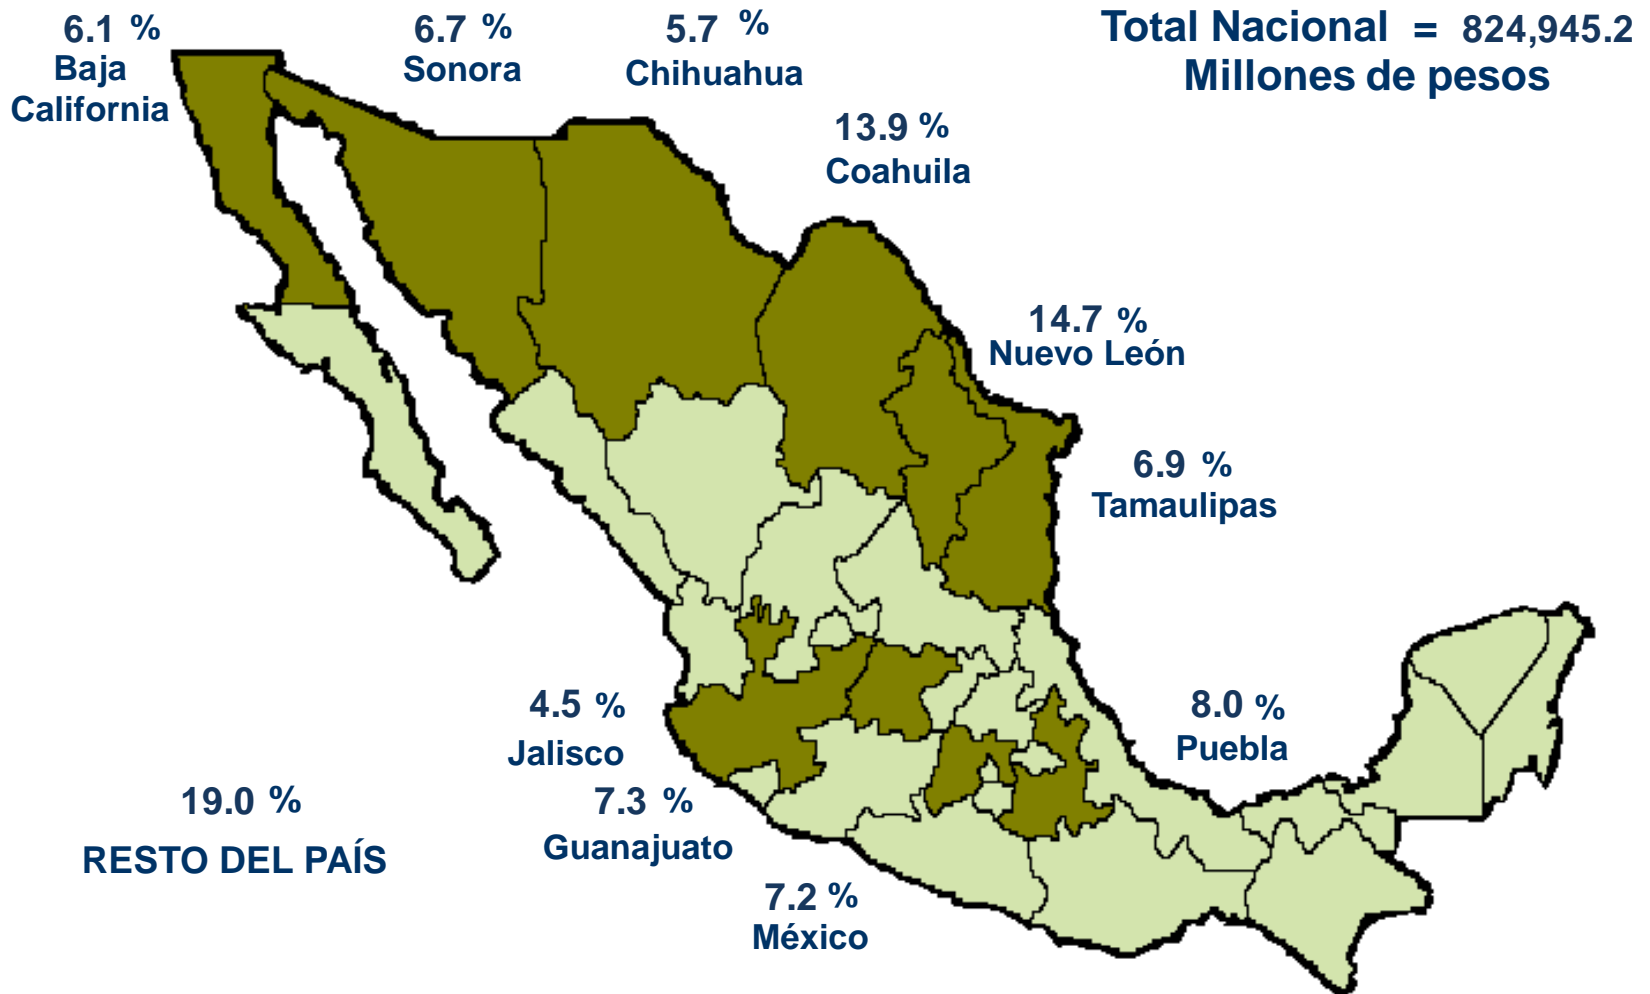 6.1 %
Baja
California
6.7 %
Sonora
5.7 %
Chihuahua
Total Nacional = 824,945.2
Millones de pesos
13.9 %
Coahuila
14.7 %
Nuevo León
6.9 %
Tamaulipas
4.5 %
Jalisco
8.0 %
Puebla
19.0 %
RESTO DEL PAÍS
7.3 %
Guanajuato
7.2 %
México